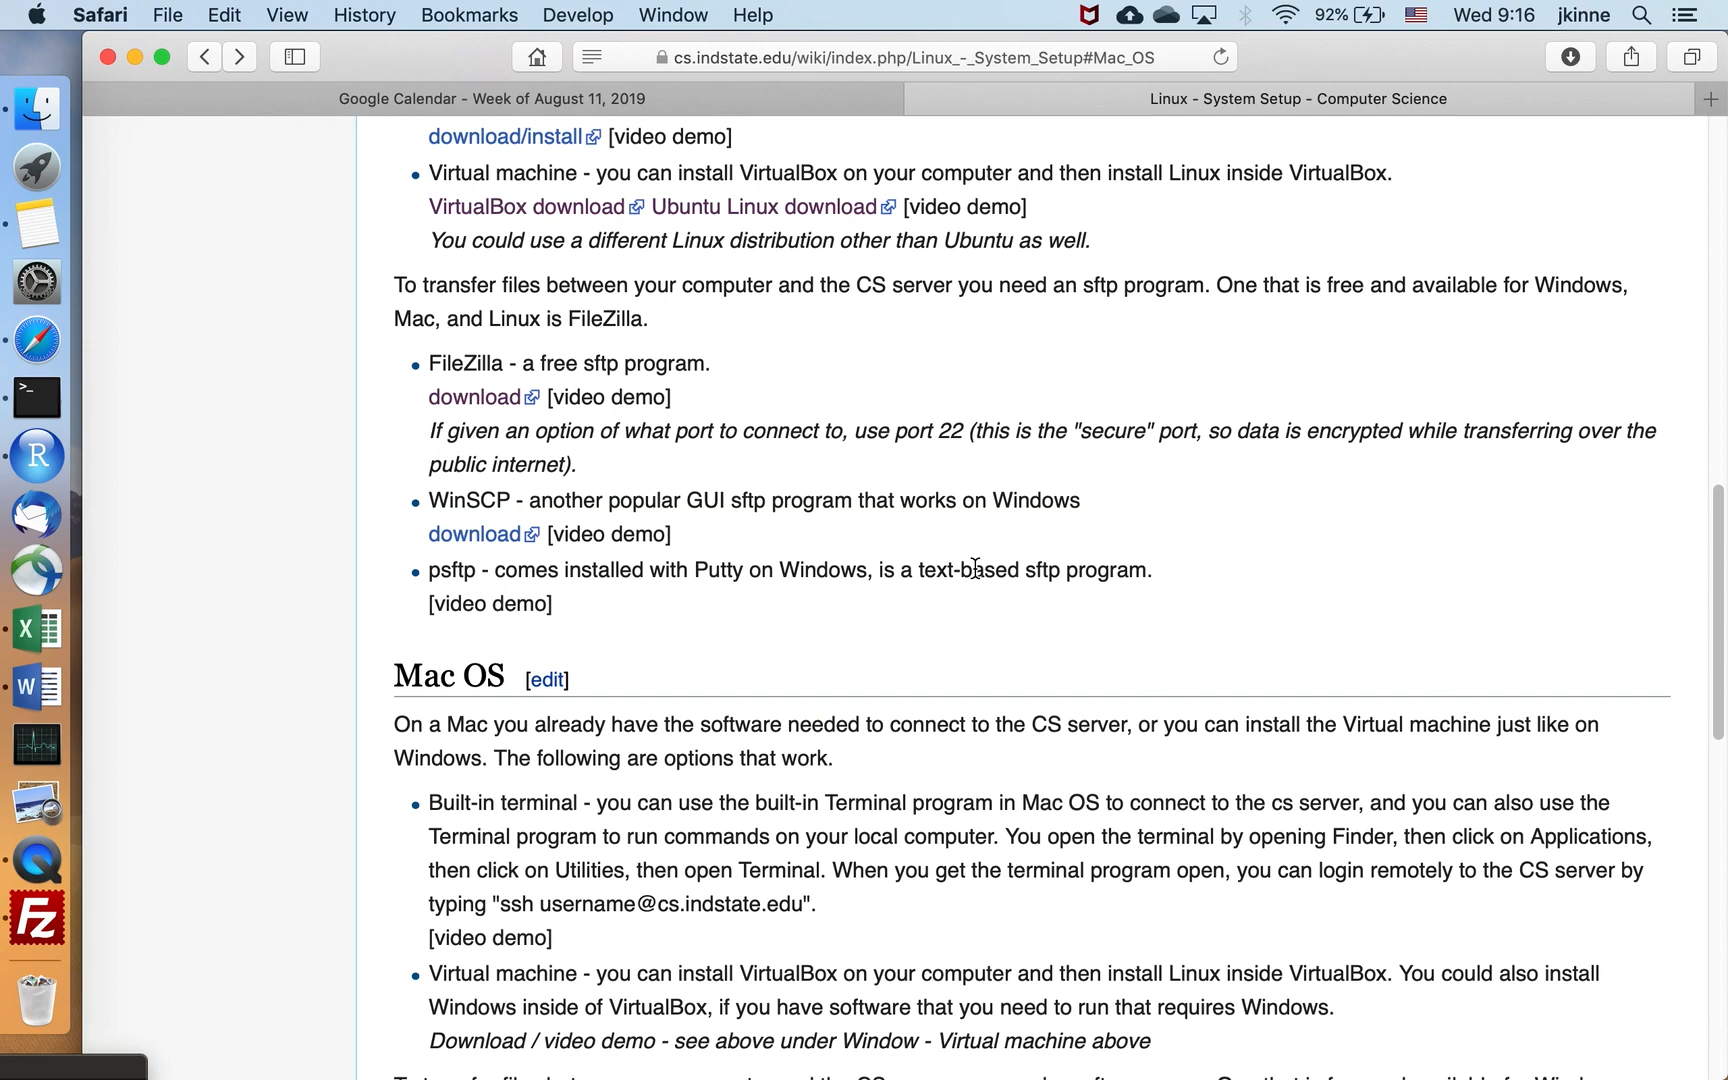 Safari File Edit View History Bookmarks Develop Window Help 92% Wed 9:16 jkinne
cs.indstate.edu/wiki/index.php/Linux_-_System_Setup#Mac_OS
Google Calendar - Week of August 11, 2019 Linux - System Setup - Computer Science
download/install [video demo]
• Virtual machine - you can install VirtualBox on your computer and then install Linux inside VirtualBox.
VirtualBox download Ubuntu Linux download [video demo]
You could use a different Linux distribution other than Ubuntu as well.
To transfer files between your computer and the CS server you need an sftp program. One that is free and available for Windows,
Mac, and Linux is FileZilla.
• FileZilla - a free sftp program.
download [video demo]
If given an option of what port to connect to, use port 22 (this is the "secure" port, so data is encrypted while transferring over the
public internet).
• WinSCP - another popular GUI sftp program that works on Windows
download [video demo]
• psftp - comes installed with Putty on Windows, is a text-based sftp program.
[video demo]
Mac OS [edit]
On a Mac you already have the software needed to connect to the CS server, or you can install the Virtual machine just like on
Windows. The following are options that work.
• Built-in terminal - you can use the built-in Terminal program in Mac OS to connect to the cs server, and you can also use the
Terminal program to run commands on your local computer. You open the terminal by opening Finder, then click on Applications,
then click on Utilities, then open Terminal. When you get the terminal program open, you can login remotely to the CS server by
typing "ssh username@cs.indstate.edu".
[video demo]
• Virtual machine - you can install VirtualBox on your computer and then install Linux inside VirtualBox. You could also install
Windows inside of VirtualBox, if you have software that you need to run that requires Windows.
Download / video demo - see above under Window - Virtual machine above